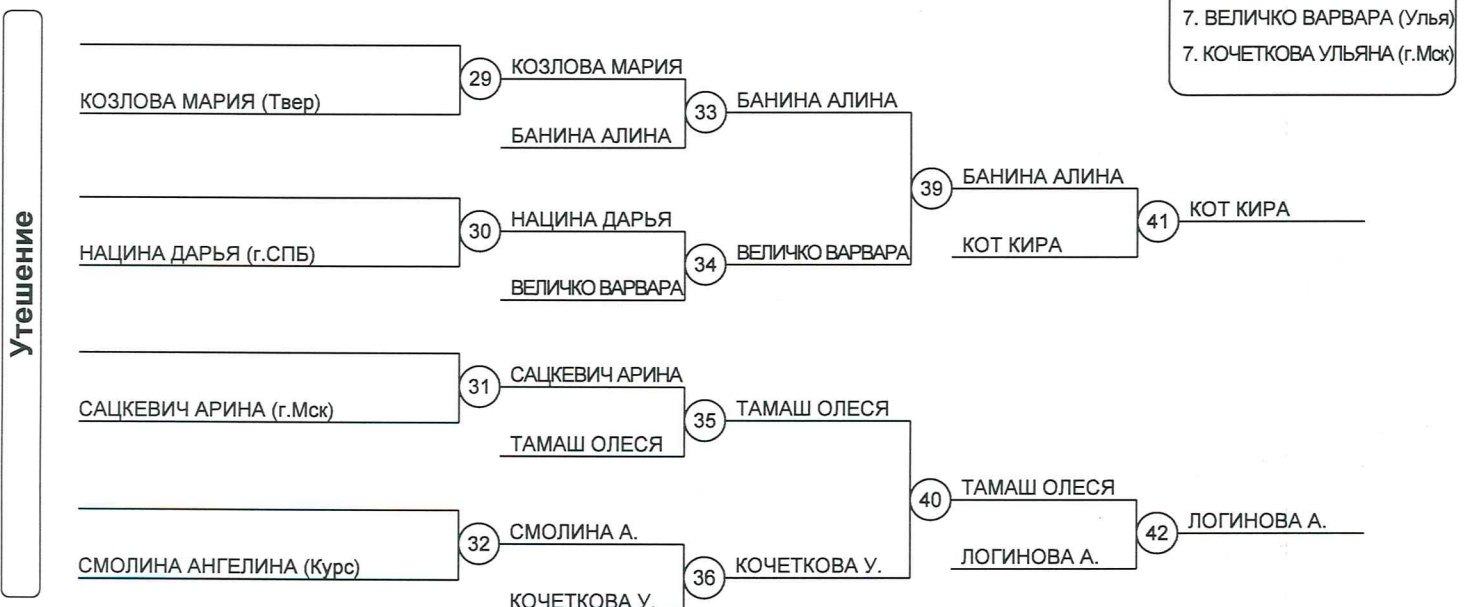 7. ВЕЛИЧКО ВАРВАРА (Улья)
7. КОЧЕТКОВА УЛЬЯНА (г.Мск)
Утешение
29
КОЗЛОВА МАРИЯ
КОЗЛОВА МАРИЯ (Твер)
33
БАНИНА АЛИНА
БАНИНА АЛИНА
39
БАНИНА АЛИНА
30
НАЦИНА ДАРЬЯ
НАЦИНА ДАРЬЯ (г.СПБ)
34
ВЕЛИЧКО ВАРВАРА
ВЕЛИЧКО ВАРВАРА
КОТ КИРА
41
КОТ КИРА
31
САЦКЕВИЧ АРИНА
САЦКЕВИЧ АРИНА (г.Мск)
35
ТАМАШ ОЛЕСЯ
ТАМАШ ОЛЕСЯ
40
ТАМАШ ОЛЕСЯ
32
СМОЛИНА А.
СМОЛИНА АНГЕЛИНА (Курс)
36
КОЧЕТКОВА У.
КОЧЕТКОВА У.
ЛОГИНОВА А.
42
ЛОГИНОВА А.